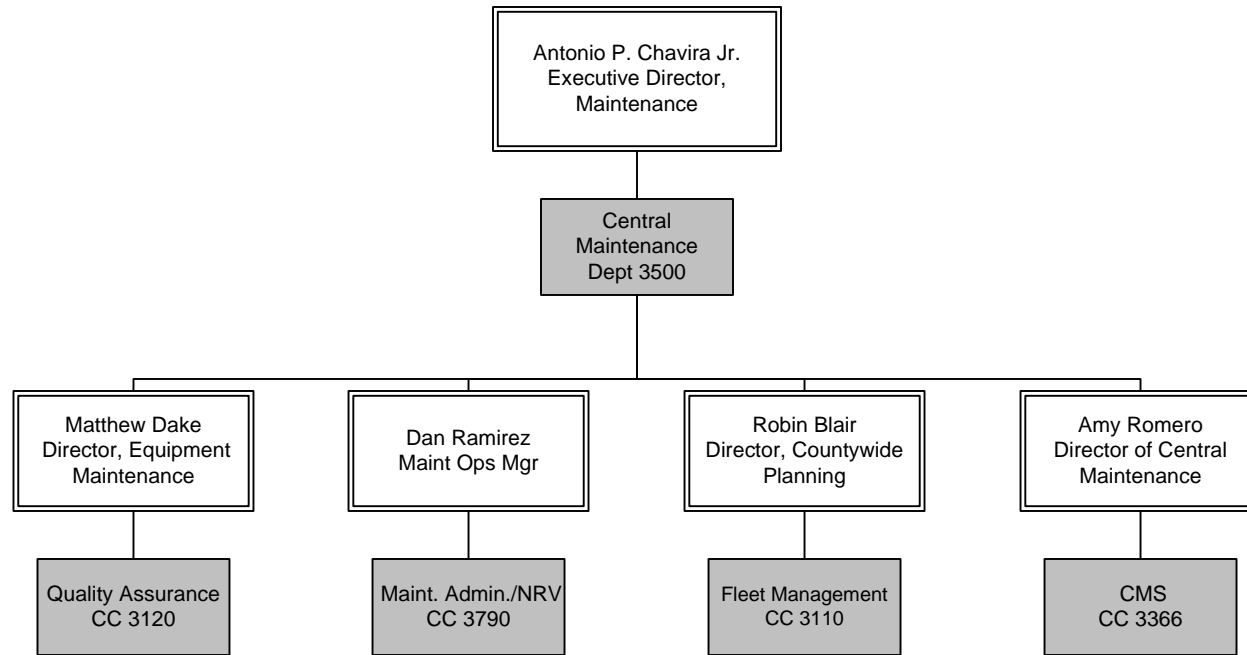 Antonio P. Chavira Jr.
Executive Director,
Maintenance
Central
Maintenance
Dept 3500
Matthew Dake
Director, Equipment
Maintenance
Dan Ramirez
Maint Ops Mgr
Robin Blair
Director, Countywide
Planning
Amy Romero
Director of Central
Maintenance
Quality Assurance
CC 3120
Maint. Admin./NRV
CC 3790
Fleet Management
CC 3110
CMS
CC 3366